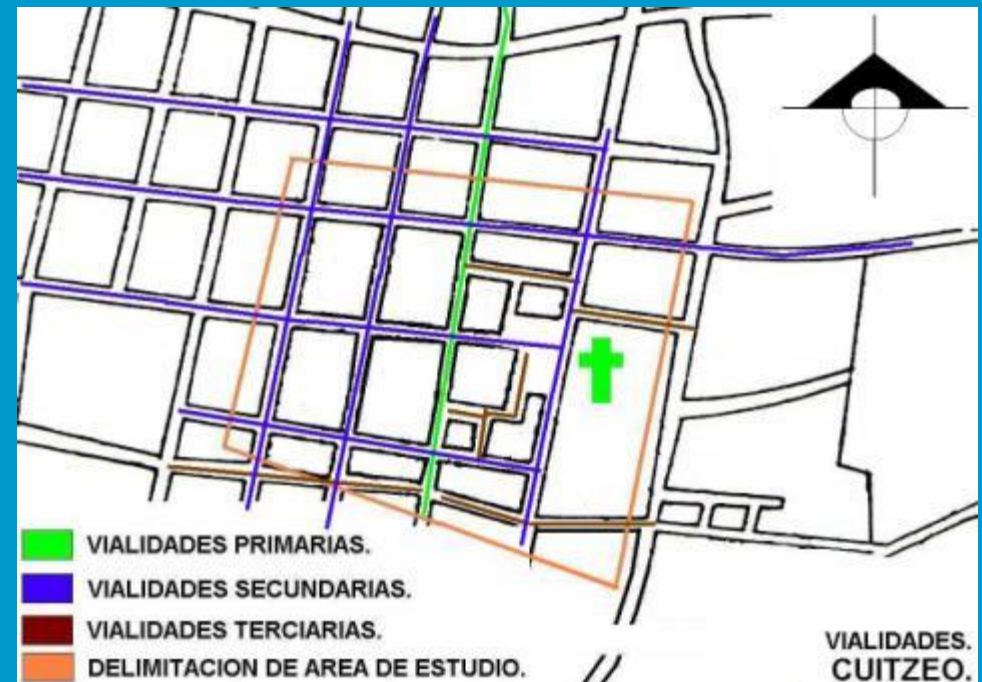 VIALIDADES PRIMARIAS.
VIALIDADES SECUNDARIAS.
VIALIDADES TERCIARIAS.
DELIMITACION DE AREA DE ESTUDIO.
VIALIDADES.
CUITZEO.